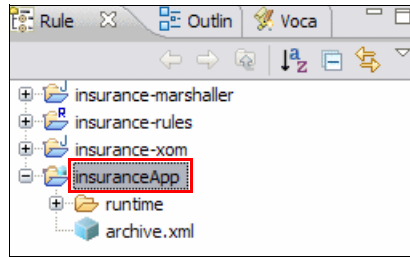 Rule Outlin Voca
insurance-marshaller
insurance-rules
insurance-xom
insuranceApp
runtime
archive.xml